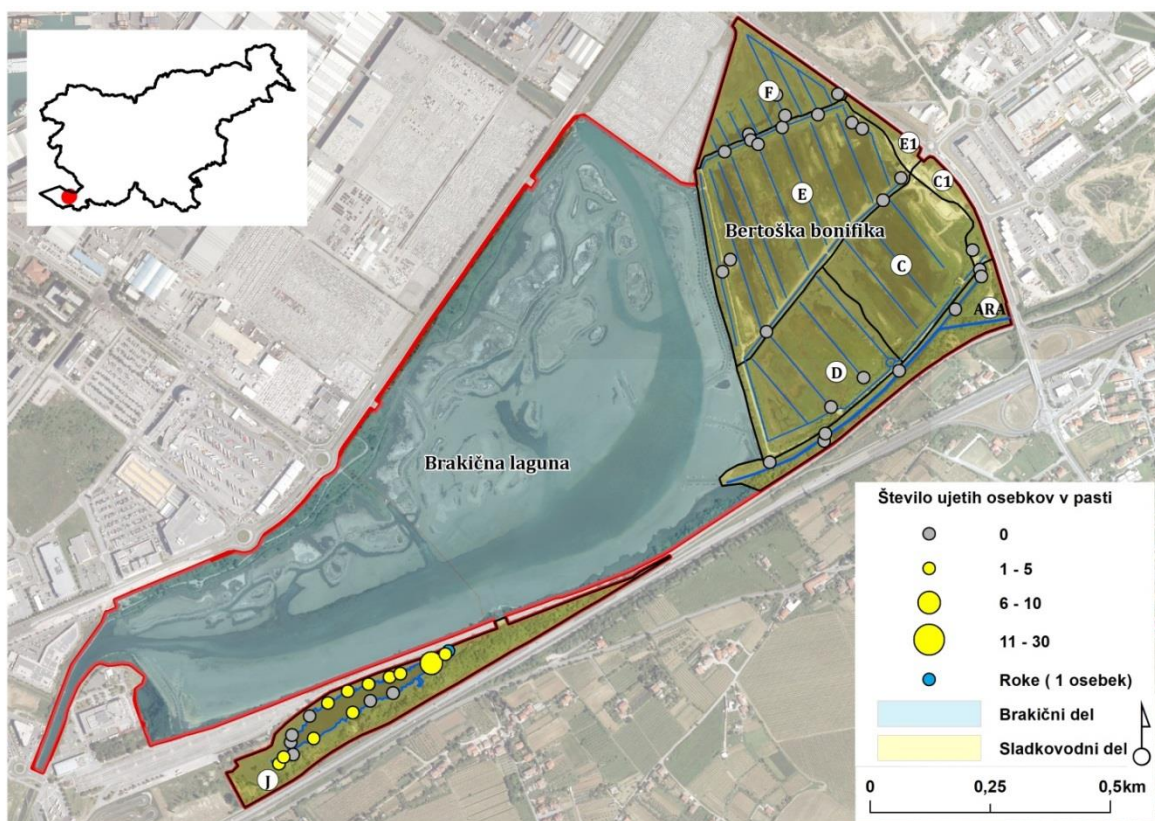 F
E1
C1
E
Bertoška bonifika
C
ARA
D
Brakična laguna
J
Število ujetih osebkov v pasti
0
1 - 5
6 - 10
11 - 30
Roke ( 1 osebek)
Brakični del
Sladkovodni del
0 0,25 0,5km